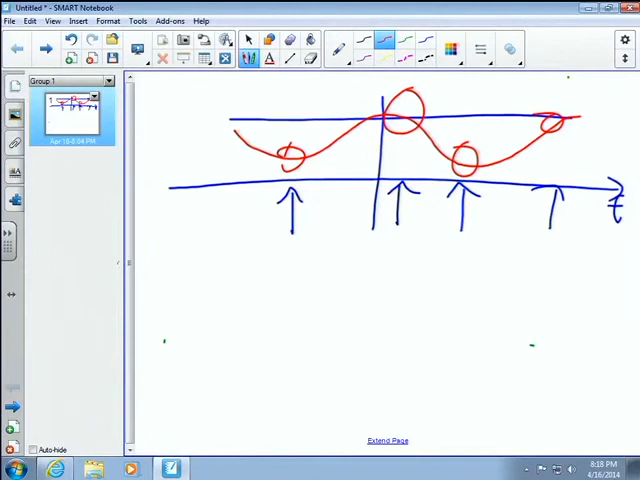 Untitled * - SMART Notebook
File Edit View Insert Format Tools Add-ons Help
Group 1
1
Apr 16-8:04 PM
t
Extend Page
Auto-hide
8:18 PM
4/16/2014